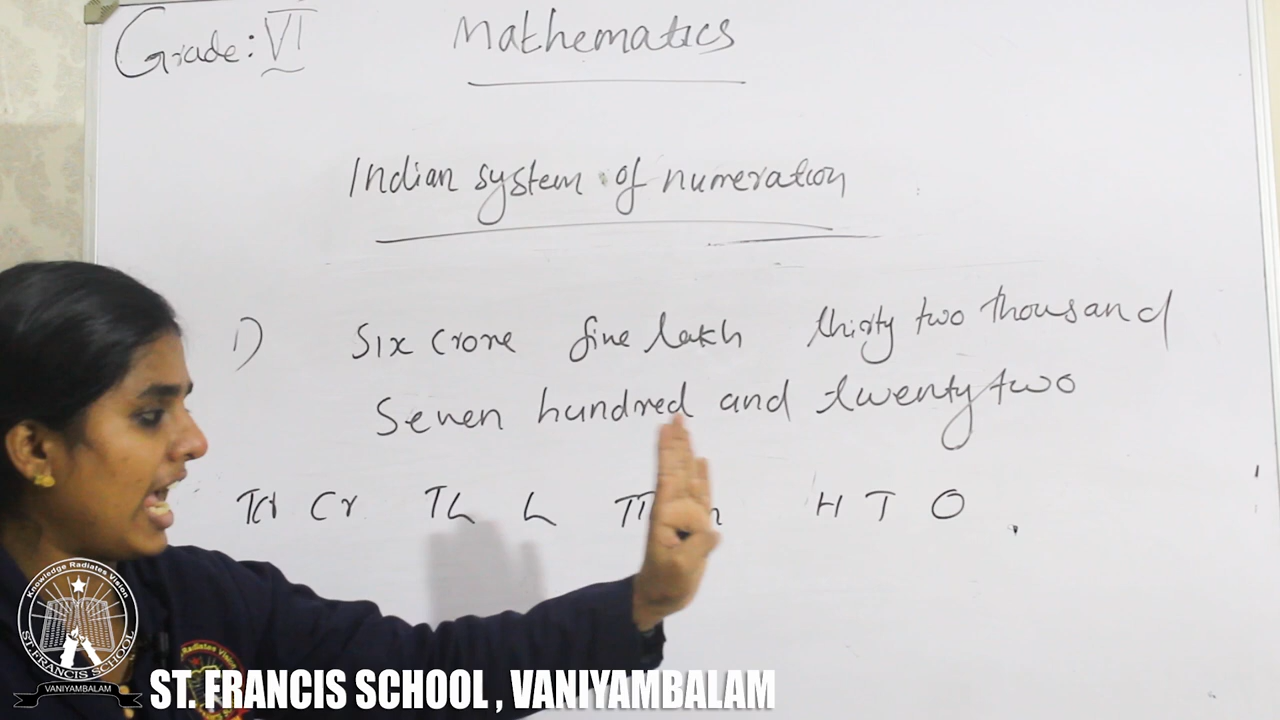 Grade: VI
Mathematics
Indian system of numeration
1) Six crore five lakh thirty two thousand
Seven hundred and twenty two
TCr Cr TL L H T O
Knowledge Radiates Vision
ST. FRANCIS SCHOOL
VANIYAMBALAM
ST. FRANCIS SCHOOL, VANIYAMBALAM